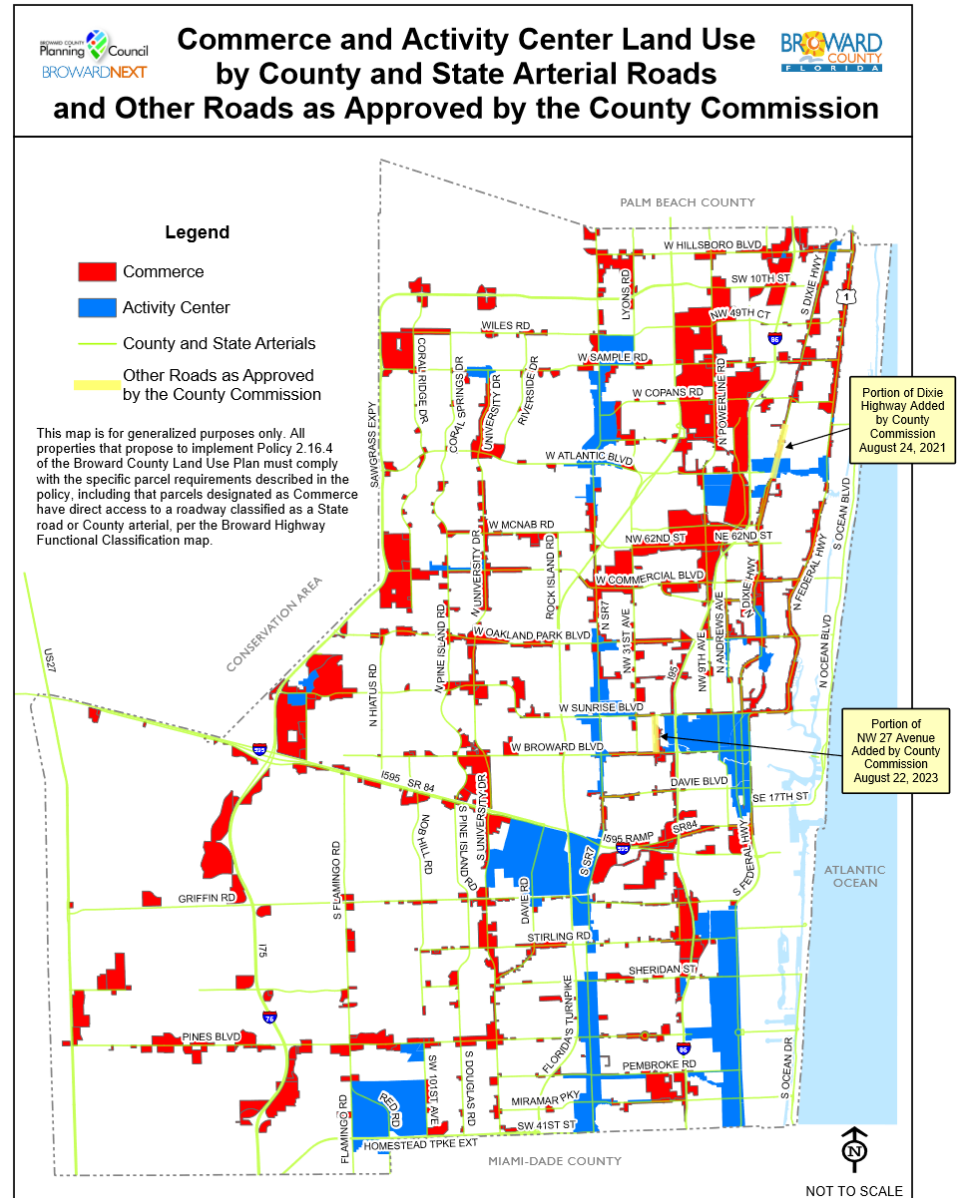 BROWARD COUNTY
Planning Council
BROWARDNEXT
Commerce and Activity Center Land Use
by County and State Arterial Roads
and Other Roads as Approved by the County Commission
BROWARD
COUNTY
FLORIDA
PALM BEACH COUNTY
Legend
Commerce
Activity Center
County and State Arterials
Other Roads as Approved
by the County Commission
This map is for generalized purposes only. All
properties that propose to implement Policy 2.16.4
of the Broward County Land Use Plan must comply
with the specific parcel requirements described in the
policy, including that parcels designated as Commerce
have direct access to a roadway classified as a State
road or County arterial, per the Broward Highway
Functional Classification map.
W HILLSBORO BLVD
SW 10TH ST
LYONS RD
S DIXIE HWY
1
NW 49TH CT
WILES RD
W SAMPLE RD
CORAL RIDGE DR
CORAL SPRINGS DR
UNIVERSITY DR
RIVERSIDE DR
W COPANS RD
N POWERLINE RD
Portion of Dixie
Highway Added
by County
Commission
August 24, 2021
SAWGRASS EXPY
W ATLANTIC BLVD
S OCEAN BLVD
W MCNAB RD
NW 62ND ST
NE 62ND ST
N UNIVERSITY DR
ROCK ISLAND RD
W COMMERCIAL BLVD
N DIXIE HWY
N FEDERAL HWY
CONSERVATION AREA
N PINE ISLAND RD
W OAKLAND PARK BLVD
N SR7
NW 31ST AVE
NW 9TH AVE
N ANDREWS AVE
N OCEAN BLVD
US27
N HIATUS RD
I95
W SUNRISE BLVD
595
W BROWARD BLVD
Portion of
NW 27 Avenue
Added by County
Commission
August 22, 2023
I595 SR 84
DAVIE BLVD
SE 17TH ST
S UNIVERSITY DR
S PINE ISLAND RD
NOB HILL RD
I595 RAMP
SR84
595
S SR7
S FEDERAL HWY
ATLANTIC
OCEAN
S FLAMINGO RD
GRIFFIN RD
DAVIE RD
STIRLING RD
I75
SHERIDAN ST
FLORIDA'S TURNPIKE
PINES BLVD
PEMBROKE RD
SW 101ST AVE
S DOUGLAS RD
S OCEAN DR
FLAMINGO RD
RED RD
MIRAMAR PKY
SW 41ST ST
HOMESTEAD TPKE EXT
MIAMI-DADE COUNTY
N
NOT TO SCALE